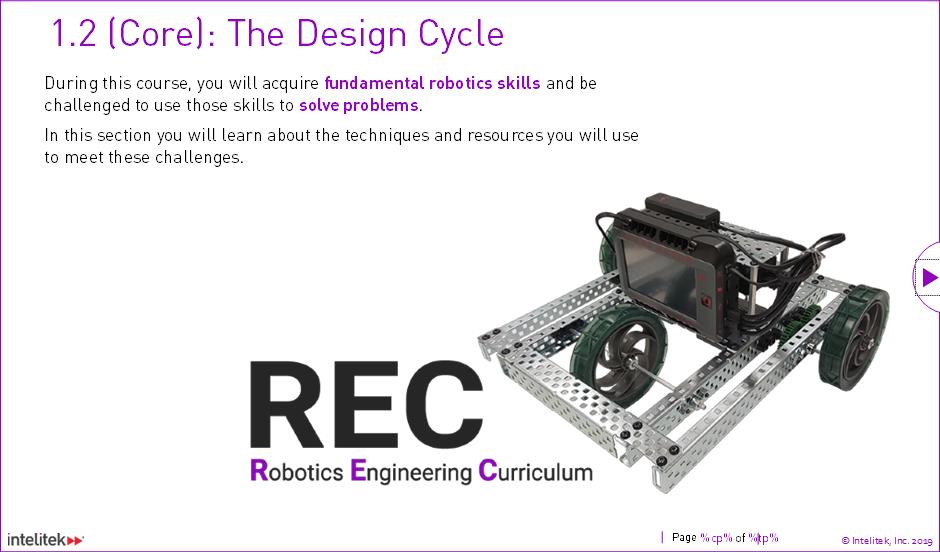 1.2 (Core): The Design Cycle
During this course, you will acquire fundamental robotics skills and be
challenged to use those skills to solve problems.
In this section you will learn about the techniques and resources you will use
to meet these challenges.
REC
Robotics Engineering Curriculum
intelitek
Page %cp% of %tp%
© Intelitek, Inc. 2019